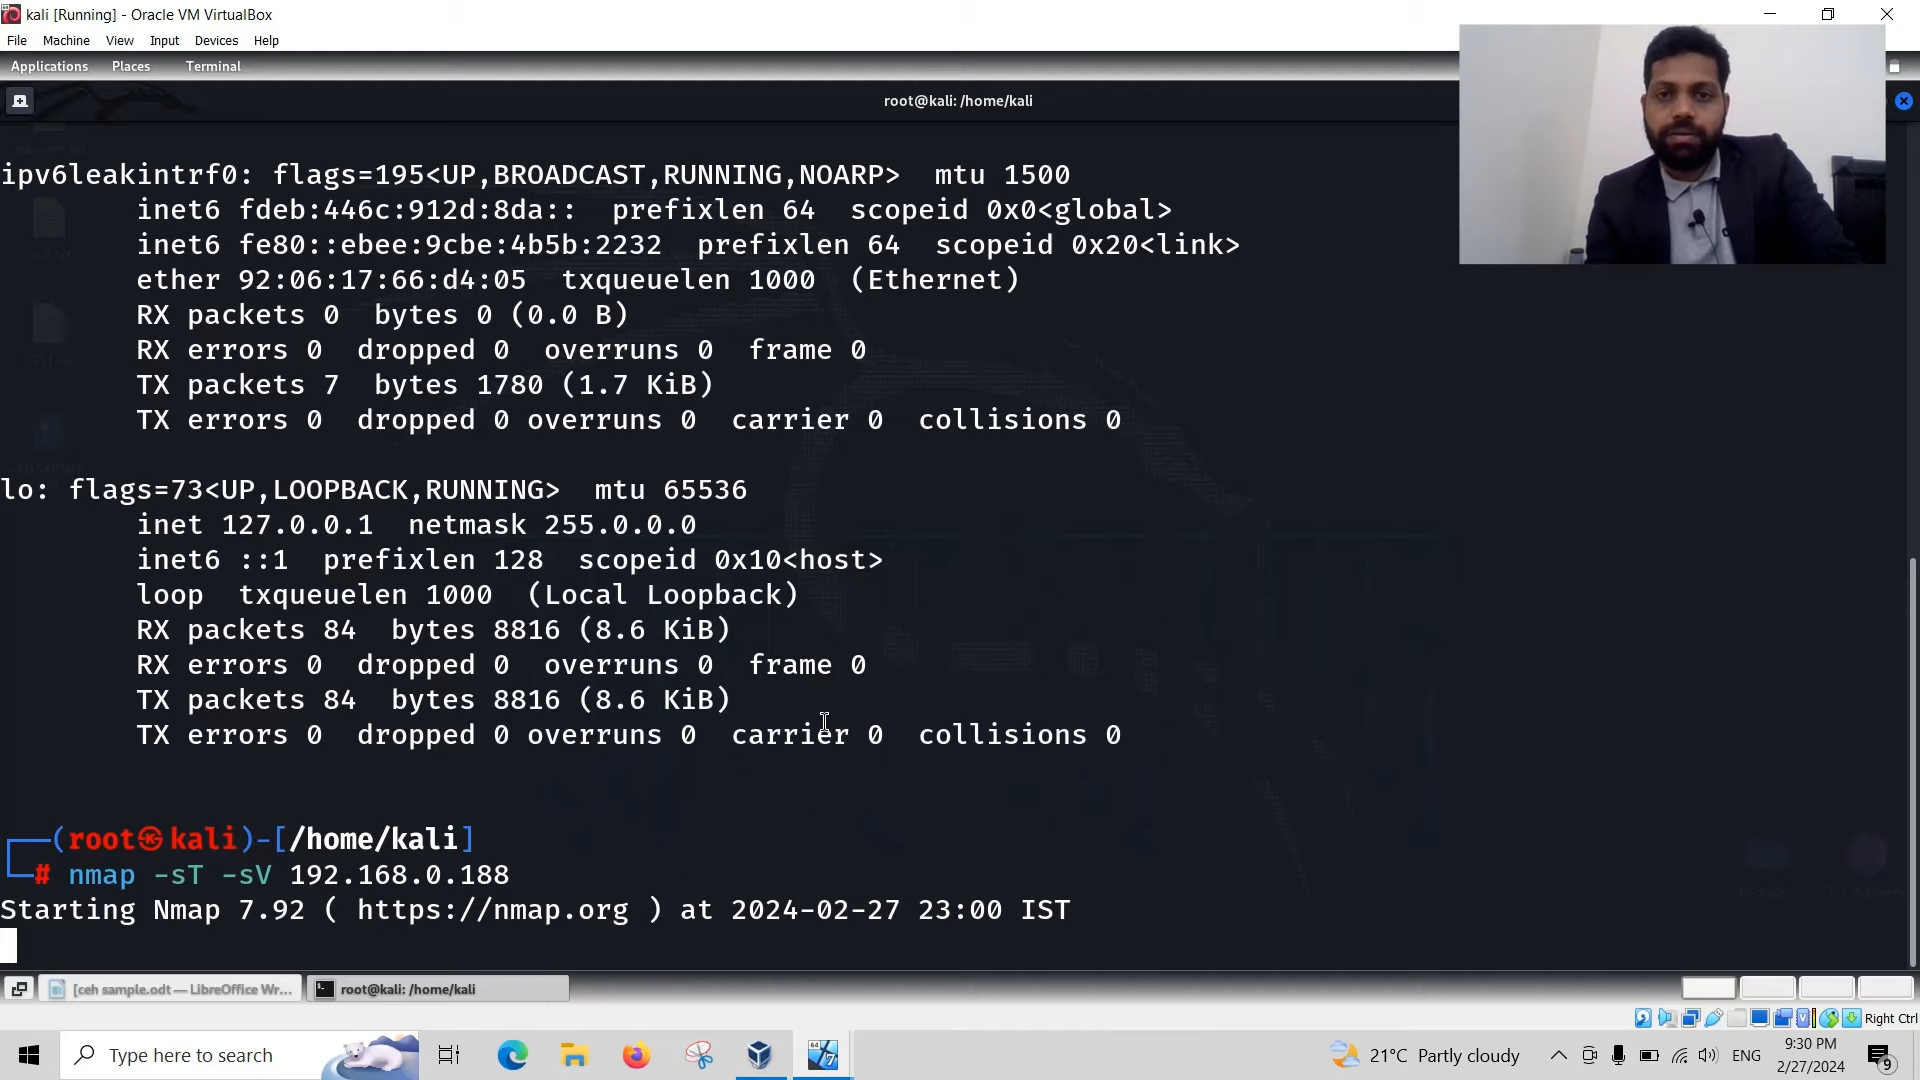 kali [Running] - Oracle VM VirtualBox
File Machine View Input Devices Help
Applications Places Terminal
root@kali: /home/kali
ipv6leakintrf0: flags=195<UP,BROADCAST,RUNNING,NOARP>  mtu 1500
inet6 fdeb:446c:912d:8da::  prefixlen 64  scopeid 0x0<global>
inet6 fe80::ebee:9cbe:4b5b:2232  prefixlen 64  scopeid 0x20<link>
ether 92:06:17:66:d4:05  txqueuelen 1000  (Ethernet)
RX packets 0  bytes 0 (0.0 B)
RX errors 0  dropped 0  overruns 0  frame 0
TX packets 7  bytes 1780 (1.7 KiB)
TX errors 0  dropped 0 overruns 0  carrier 0  collisions 0
lo: flags=73<UP,LOOPBACK,RUNNING>  mtu 65536
inet 127.0.0.1  netmask 255.0.0.0
inet6 ::1  prefixlen 128  scopeid 0x10<host>
loop  txqueuelen 1000  (Local Loopback)
RX packets 84  bytes 8816 (8.6 KiB)
RX errors 0  dropped 0  overruns 0  frame 0
TX packets 84  bytes 8816 (8.6 KiB)
TX errors 0  dropped 0 overruns 0  carrier 0  collisions 0
(root㉿kali)-[/home/kali]
# nmap -sT -sV 192.168.0.188
Starting Nmap 7.92 ( https://nmap.org ) at 2024-02-27 23:00 IST
[ceh sample.odt — LibreOffice Wr... root@kali: /home/kali
Right Ctrl
Type here to search 21°C Partly cloudy ENG 9:30 PM
2/27/2024 9